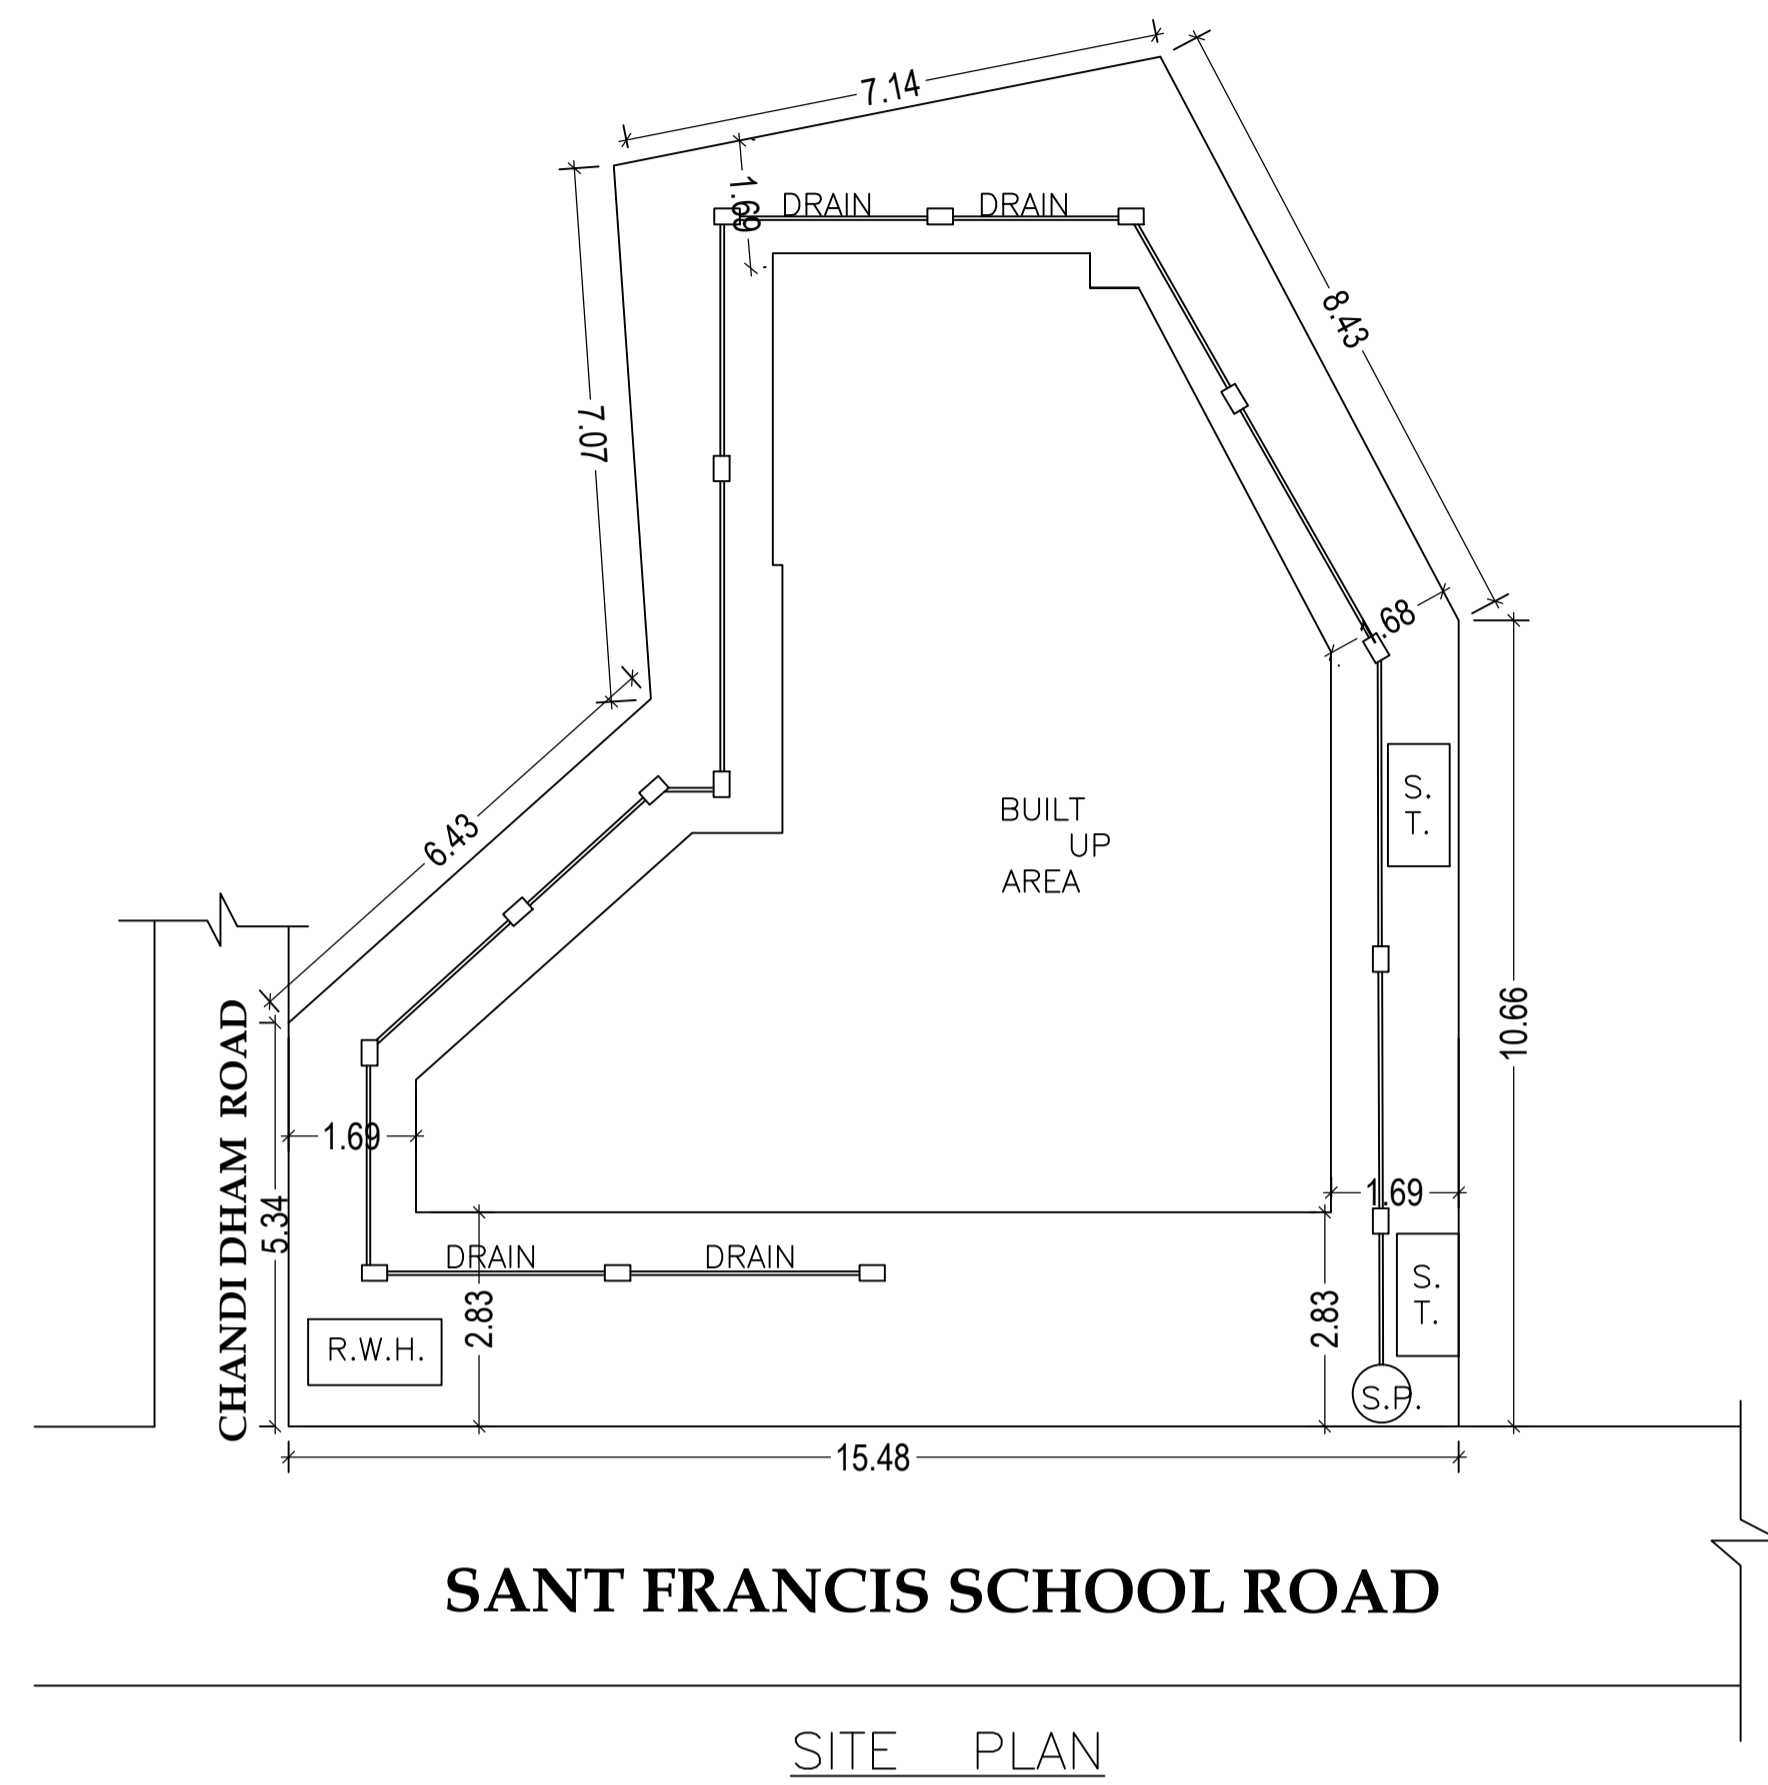 7.14
1.69
DRAIN DRAIN
8.43
7.07
1.68
6.43
S.
T.
BUILT
UP
AREA
10.66
CHANDIDHAM ROAD
5.34
1.69
1.69
DRAIN DRAIN
2.83
2.83
S.
T.
R.W.H.
S.P.
15.48
SANT FRANCIS SCHOOL ROAD
SITE PLAN